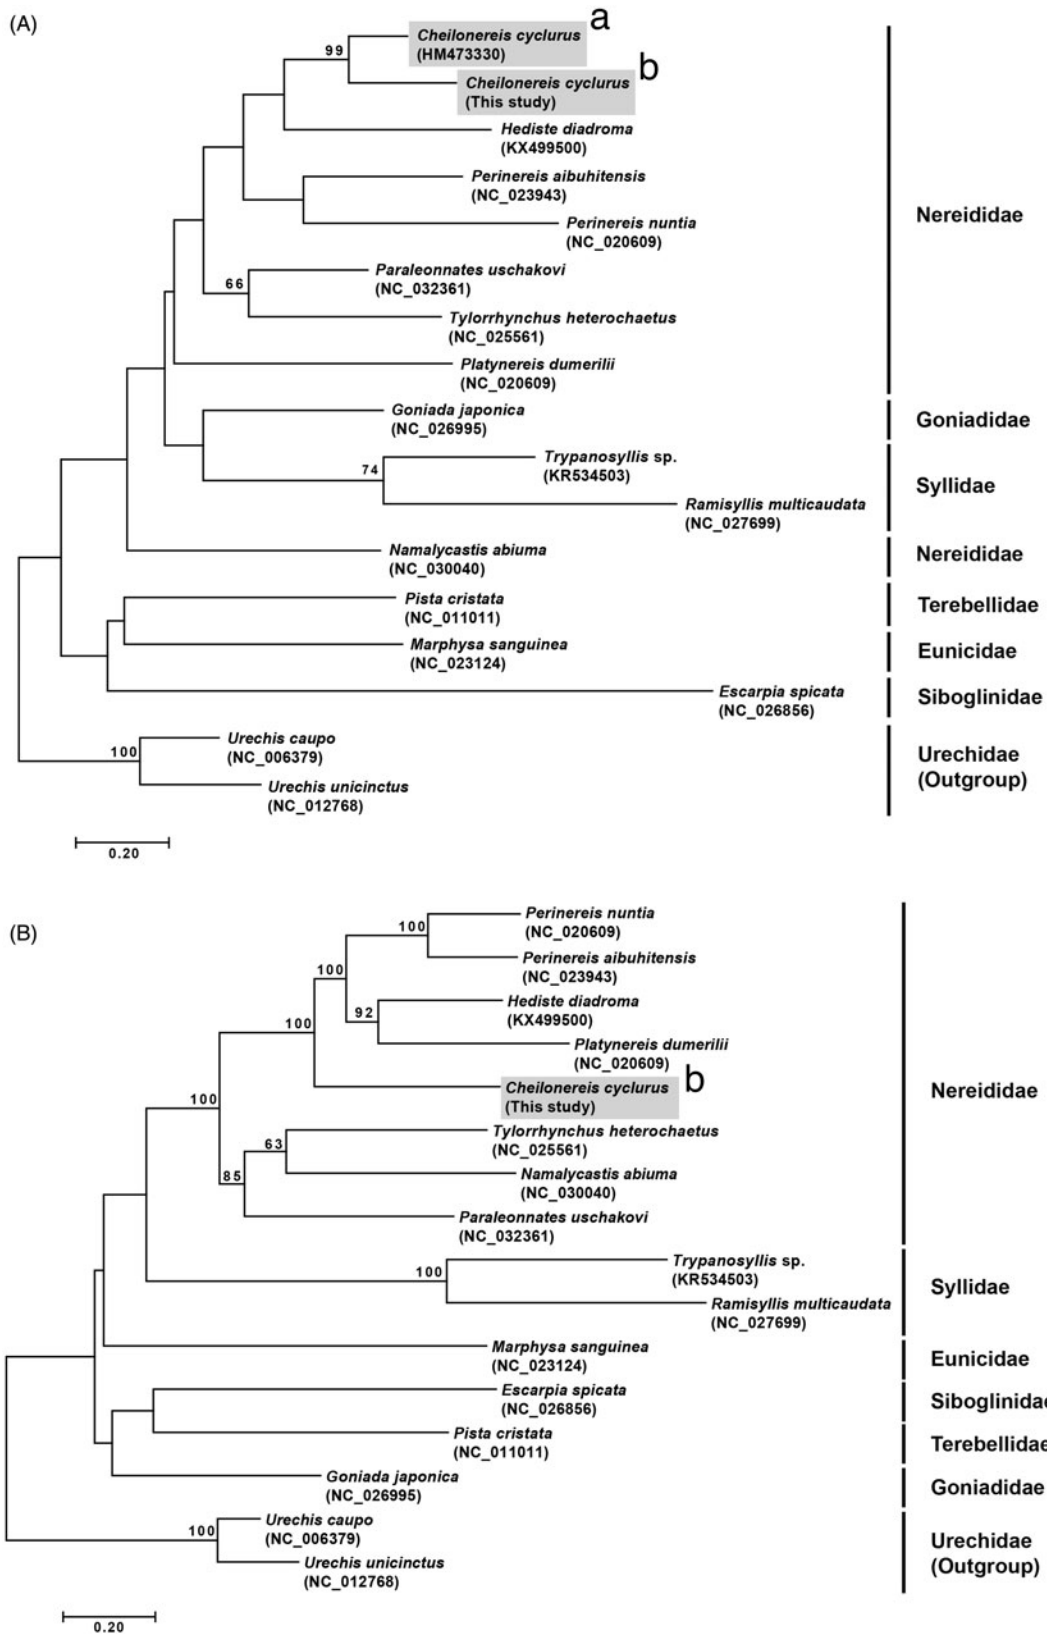 (A)
a
99
Cheilonereis cyclurus
(HM473330)
b
Cheilonereis cyclurus
(This study)
Hediste diadroma
(KX499500)
Perinereis aibuhitensis
(NC_023943)
Perinereis nuntia
(NC_020609)
Nereididae
Paraleonnates uschakovi
(NC_032361)
66
Tylorrhynchus heterochaetus
(NC_025561)
Platynereis dumerilii
(NC_020609)
Goniada japonica
(NC_026995)
Goniadidae
Trypanosyllis sp.
(KR534503)
74
Syllidae
Ramisyllis multicaudata
(NC_027699)
Namalycastis abiuma
(NC_030040)
Nereididae
Pista cristata
(NC_011011)
Terebellidae
Marphysa sanguinea
(NC_023124)
Eunicidae
Escarpia spicata
(NC_026856)
Siboglinidae
Urechis caupo
(NC_006379)
100
Urechidae
(Outgroup)
Urechis unicinctus
(NC_012768)
0.20
(B)
Perinereis nuntia
(NC_020609)
100
Perinereis aibuhitensis
(NC_023943)
100
Hediste diadroma
(KX499500)
92
100
Platynereis dumerilii
(NC_020609)
Cheilonereis cyclurus
(This study)
b
Nereididae
100
Tylorrhynchus heterochaetus
(NC_025561)
63
Namalycastis abiuma
(NC_030040)
85
Paraleonnates uschakovi
(NC_032361)
Trypanosyllis sp.
(KR534503)
100
Syllidae
Ramisyllis multicaudata
(NC_027699)
Marphysa sanguinea
(NC_023124)
Eunicidae
Escarpia spicata
(NC_026856)
Siboglinidae
Pista cristata
(NC_011011)
Terebellidae
Goniada japonica
(NC_026995)
Goniadidae
Urechis caupo
(NC_006379)
100
Urechidae
(Outgroup)
Urechis unicinctus
(NC_012768)
0.20